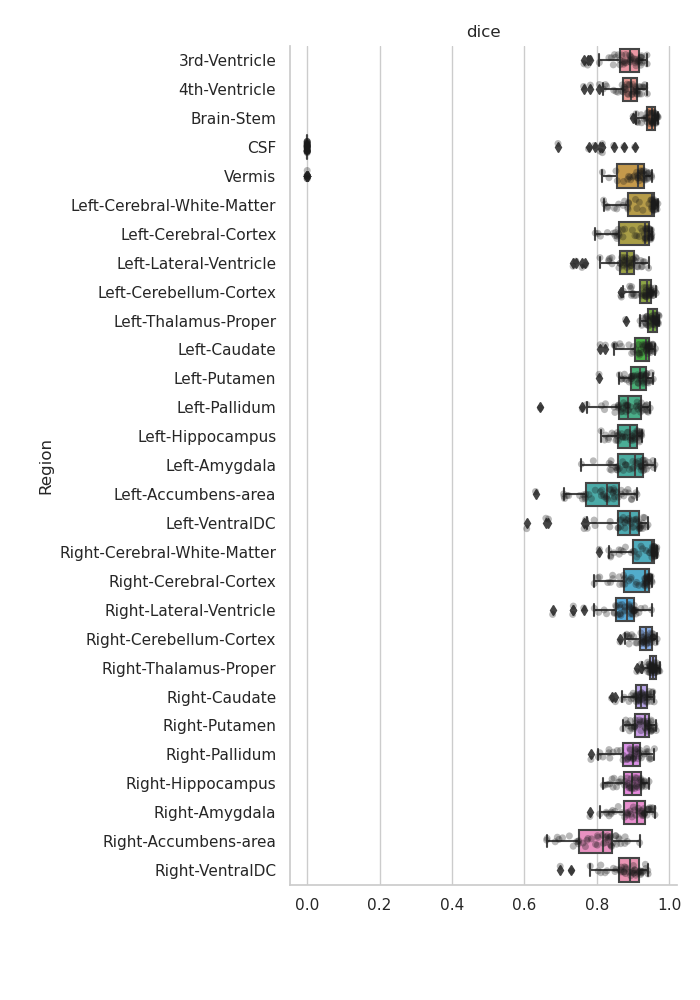 dice
3rd-Ventricle
4th-Ventricle
Brain-Stem
CSF
Vermis
Left-Cerebral-White-Matter
Left-Cerebral-Cortex
Left-Lateral-Ventricle
Left-Cerebellum-Cortex
Left-Thalamus-Proper
Left-Caudate
Left-Putamen
Left-Pallidum
Left-Hippocampus
Left-Amygdala
Left-Accumbens-area
Left-VentralDC
Right-Cerebral-White-Matter
Right-Cerebral-Cortex
Right-Lateral-Ventricle
Right-Cerebellum-Cortex
Right-Thalamus-Proper
Right-Caudate
Right-Putamen
Right-Pallidum
Right-Hippocampus
Right-Amygdala
Right-Accumbens-area
Right-VentralDC
Region
0.0 0.2 0.4 0.6 0.8 1.0